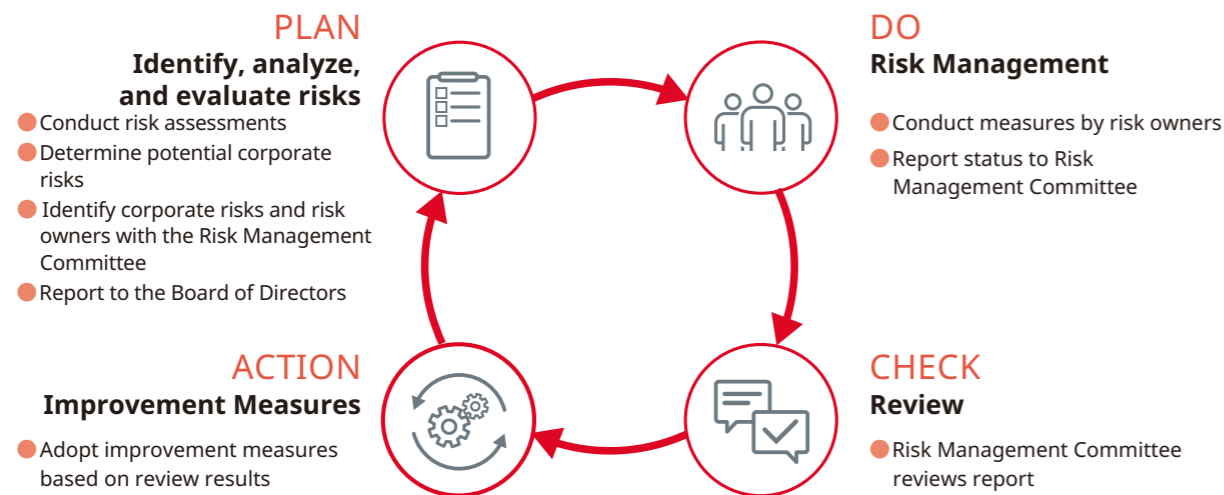 PLAN
Identify, analyze,
and evaluate risks
Conduct risk assessments
Determine potential corporate
risks
Identify corporate risks and risk
owners with the Risk Management
Committee
Report to the Board of Directors
DO
Risk Management
Conduct measures by risk owners
Report status to Risk
Management Committee
ACTION
Improvement Measures
Adopt improvement measures
based on review results
CHECK
Review
Risk Management Committee
reviews report